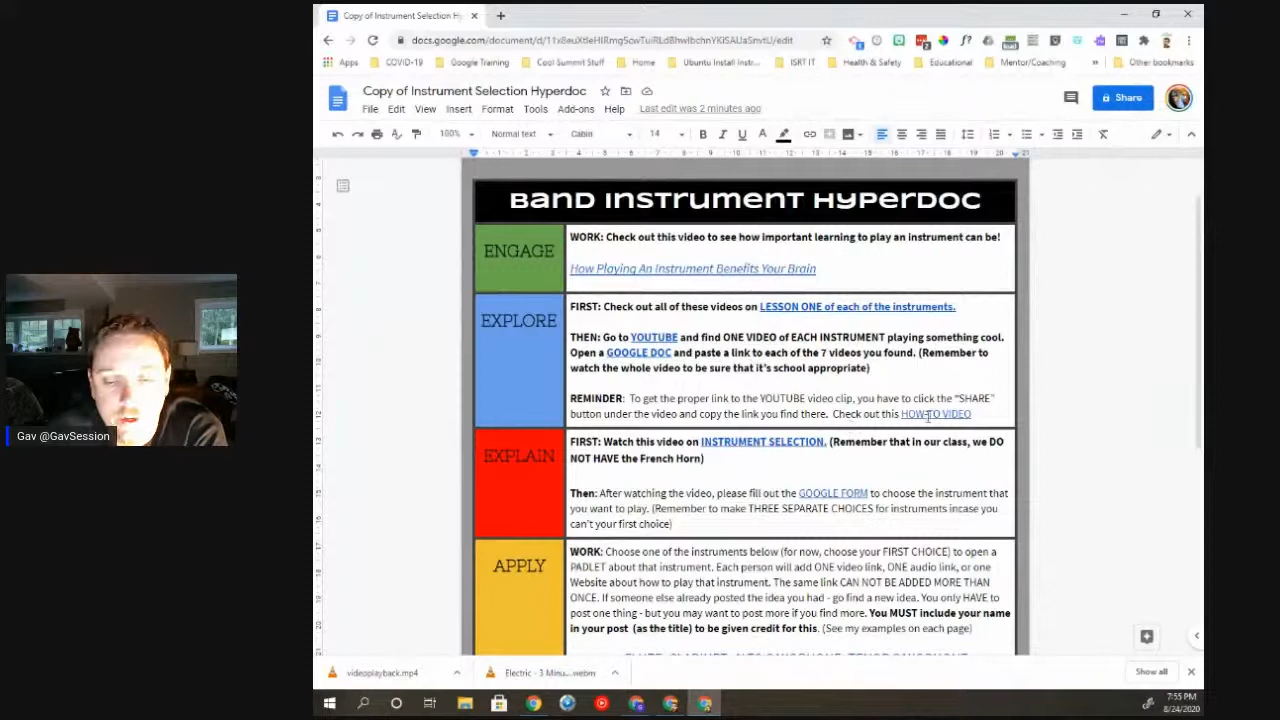 Copy of Instrument Selection Hy
docs.google.com/document/d/
Apps
COVID-19
Google Training
Cool Summit Stuff
Home
Ubuntu Install Instr...
ISRT IT
Health & Safety
Educational
Mentor/Coaching
»
Other bookmarks
Copy of Instrument Selection Hyperdoc
File Edit View Insert Format Tools Add-ons Help Last edit was 2 minutes ago
Share
100% Normal text Cabin 14 B I U A
Band Instrument Hyperdoc
ENGAGE
WORK: Check out this video to see how important learning to play an instrument can be!
How Playing An Instrument Benefits Your Brain
EXPLORE
FIRST: Check out all of these videos on LESSON ONE of each of the instruments.
THEN: Go to YOUTUBE and find ONE VIDEO of EACH INSTRUMENT playing something cool.
Open a GOOGLE DOC and paste a link to each of the 7 videos you found. (Remember to
watch the whole video to be sure that it's school appropriate)
REMINDER: To get the proper link to the YOUTUBE video clip, you have to click the "SHARE"
button under the video and copy the link you find there. Check out this HOW-TO VIDEO
EXPLAIN
FIRST: Watch this video on INSTRUMENT SELECTION. (Remember that in our class, we DO
NOT HAVE the French Horn)
Then: After watching the video, please fill out the GOOGLE FORM to choose the instrument that
you want to play. (Remember to make THREE SEPARATE CHOICES for instruments incase you
can't your first choice)
APPLY
WORK: Choose one of the instruments below (for now, choose your FIRST CHOICE) to open a
PADLET about that instrument. Each person will add ONE video link, ONE audio link, or one
Website about how to play that instrument. The same link CAN NOT BE ADDED MORE THAN
ONCE. If someone else already posted the idea you had - go find a new idea. You only HAVE to
post one thing - but you may want to post more if you find more. You MUST include your name
in your post (as the title) to be given credit for this. (See my examples on each page)
Gav @GavSession
videoplayback.mp4
Electric - 3 Minu....webm
Show all
7:55 PM
8/24/2020